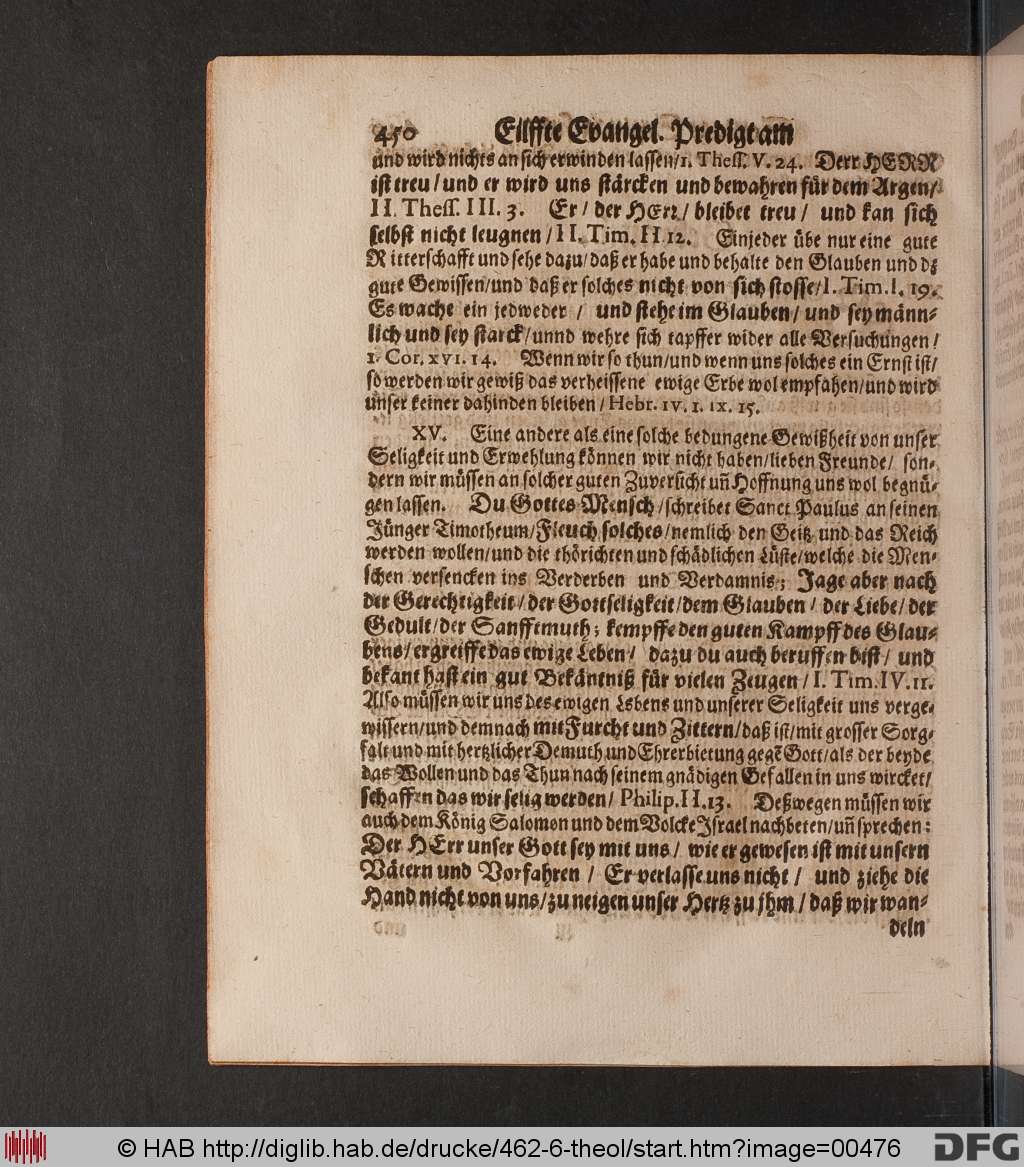 450 Eilffte Evangel. Predigt am
und wird nichts an sich erwinden lassen/1. Thess. V. 24. Derr HERR
ist treu/und er wird uns stärcken und bewahren für dem Argen/
II. Thess. III. 3. Er/ der HErr/ bleibet treu/ und kan sich
selbst nicht leugnen/II. Tim. II 12. Einjeder übe nur eine gute
Ritterschafft und sehe dazu/daß er habe und behalte den Glauben und dz
gute Gewissen/und daß er solches nicht von sich stosse/I. Tim. I. 19.
Es wache ein jedweder / und stehe im Glauben/ und sey männ-
lich und sey starck/unnd wehre sich tapffer wider alle Versuchungen/
1. Cor. xvi. 14. Wenn wir so thun/und wenn uns solches ein Ernst ist/
so werden wir gewiß das verheissene ewige Erbe wol empfahen/und wird
unser keiner dahinden bleiben/Hebr. iv. 1. ix. 15.
XV. Eine andere als eine solche bedungene Gewißheit von unser
Seligkeit und Erwehlung können wir nicht haben/lieben Freunde/ son-
dern wir müssen an solcher guten Zuversicht uñ Hoffnung uns wol begnü-
gen lassen. Du Gottes Mensch/schreibet Sanct Paulus an seinen
Jünger Timotheum/Fleuch solches/nemlich den Geitz und das Reich
werden wollen/und die thörichten und schädlichen Lüste/welche die Men-
schen versencken ins Verderben und Verdamnis; Jage aber nach
der Gerechtigkeit/der Gottseligkeit/dem Glauben/ der Liebe/der
Gedult/der Sanfftmuth; kempffe den guten Kampff des Glau-
bens/ergreiffe das ewige Leben/ dazu du auch beruffen bist/ und
bekant hast ein gut Bekäntniß für vielen Zeugen/I. Tim. IV. 11.
Also müssen wir uns des ewigen Lebens und unserer Seligkeit uns verge-
wissern/und demnach mit Furcht und Zittern/daß ist/mit grosser Sorg-
falt und mit hertzlicher Demuth und Ehrerbietung gegẽ Gott/als der beyde
das Wollen und das Thun nach seinem gnädigen Gefallen in uns wircket/
schaffen das wir selig werden/Philip. II. 13. Deßwegen müssen wir
auch dem König Salomon und dem Volcke Israel nachbeten/uñ sprechen:
Der HErr unser Gott sey mit uns/ wie er gewesen ist mit unsern
Vätern und Vorfahren / Er verlasse uns nicht/ und ziehe die
Hand nicht von uns/zu neigen unser Hertz zu jhm/daß wir wan-
deln
© HAB http://diglib.hab.de/drucke/462-6-theol/start.htm?image=00476
DFG